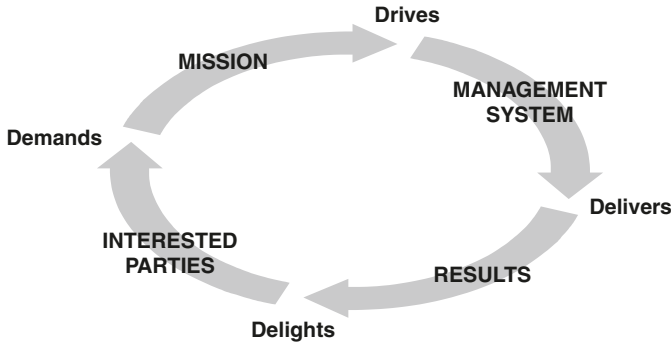 Drives
MISSION
MANAGEMENT
SYSTEM
Demands
Delivers
INTERESTED
PARTIES
RESULTS
Delights